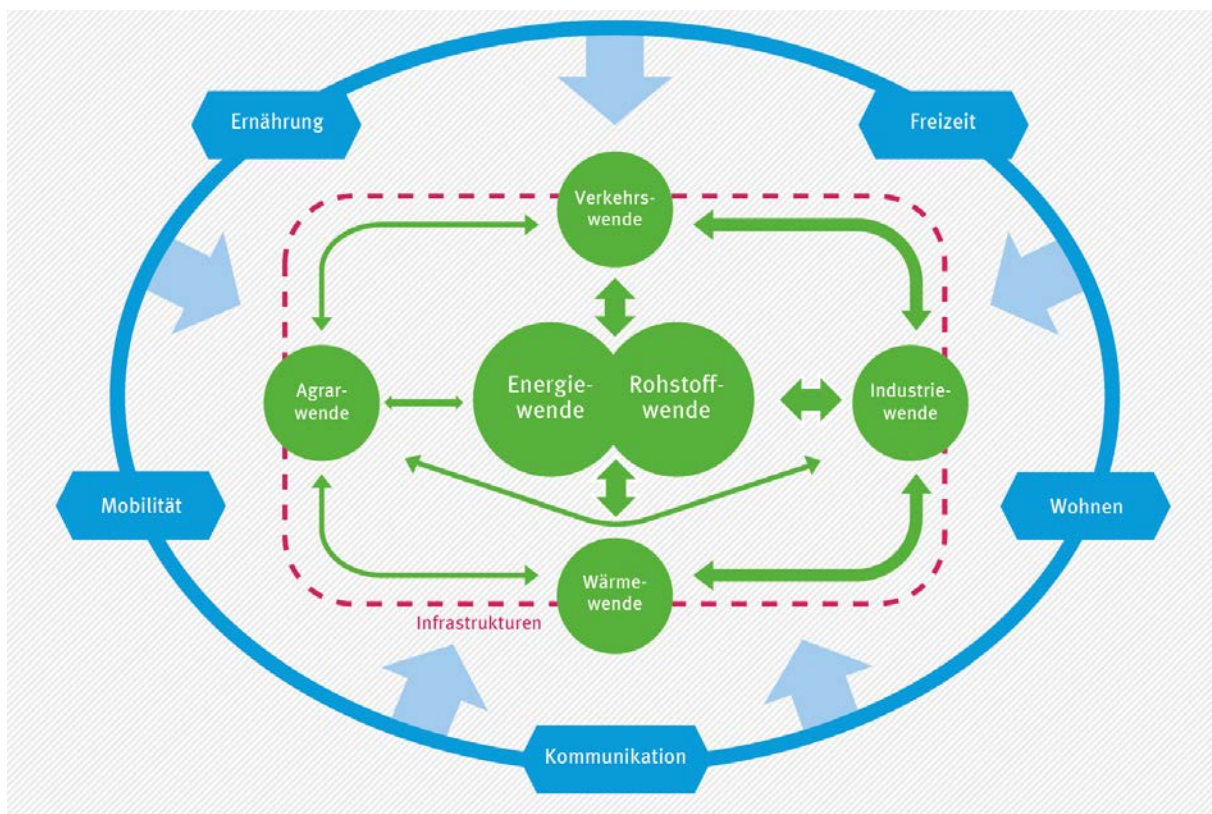 Ernährung
Freizeit
Verkehrs-
wende
Energie-
wende
Rohstoff-
wende
Agrar-
wende
Industrie-
wende
Mobilität
Wohnen
Wärme-
wende
Infrastrukturen
Kommunikation